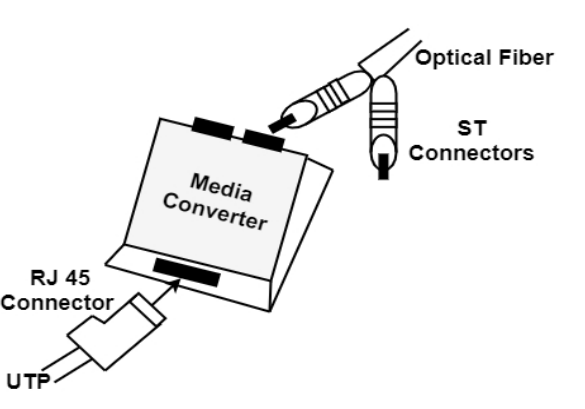 Optical Fiber
ST
Connectors
Media
Converter
RJ 45
Connector
UTP